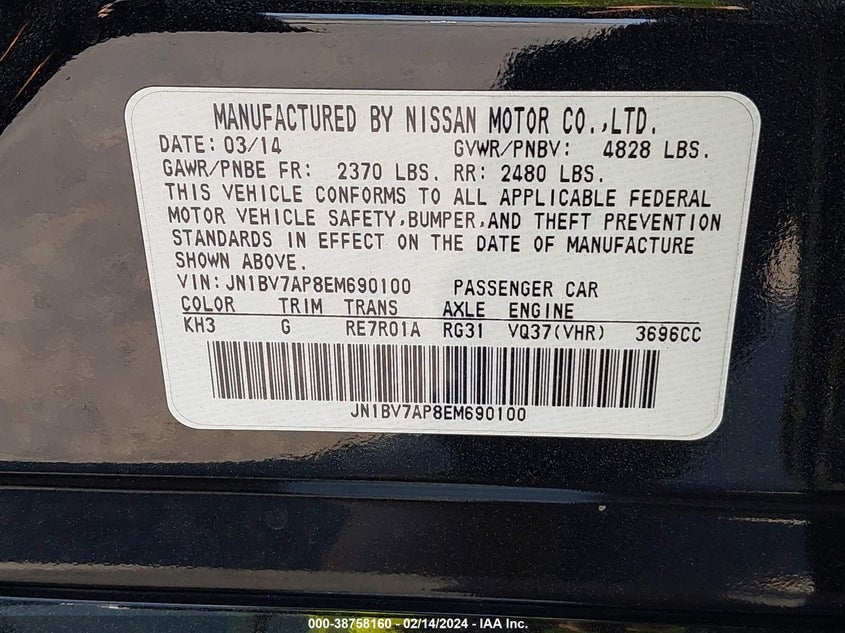 MANUFACTURED BY NISSAN MOTOR CO.,LTD.
DATE: 03/14 GVWR/PNBV: 4828 LBS.
GAWR/PNBE FR: 2370 LBS. RR: 2480 LBS.
THIS VEHICLE CONFORMS TO ALL APPLICABLE FEDERAL
MOTOR VEHICLE SAFETY,BUMPER,AND THEFT PREVENTION
STANDARDS IN EFFECT ON THE DATE OF MANUFACTURE
SHOWN ABOVE.
VIN:JN1BV7AP8EM690100 PASSENGER CAR
COLOR TRIM TRANS AXLE ENGINE
KH3 G RE7R01A RG31 VQ37(VHR) 3696CC
JN1BV7AP8EM690100
000-38758160 - 02/14/2024 - IAA Inc.